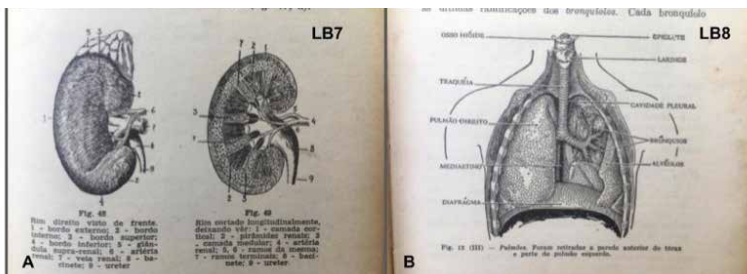 LB7
Fig. 48
Rim direito visto de frente.
1 - bordo externo; 2 - bordo
interno; 3 - bordo superior;
4 - bordo inferior; 5 - glân-
dula supra-renal; 6 - artéria
renal; 7 - veia renal; 8 - ba-
cinete; 9 - ureter
Fig. 49
Rim cortado longitudinalmente,
deixando vêr: 1 - camada cor-
tical; 2 - pirâmides renais; 3
camada medular; 4 - artéria
renal; 5, 6 - ramos da mesma;
7 - ramos terminais; 8 - baci-
nete; 9 - ureter.
A
as últimas ramificações dos bronquíolos. Cada bronquíolo
LB8
OSSO HIÓIDE
EPIGLOTE
LARINGE
TRAQUÉIA
CAVIDADE PLEURAL
PULMÃO DIREITO
BRÔNQUIOS
MEDIASTINO
ALVÉOLOS
DIAFRAGMA
Fig. 12 (III) — Pulmões. Foram retiradas a parede anterior do tórax
e parte do pulmão esquerdo.
B